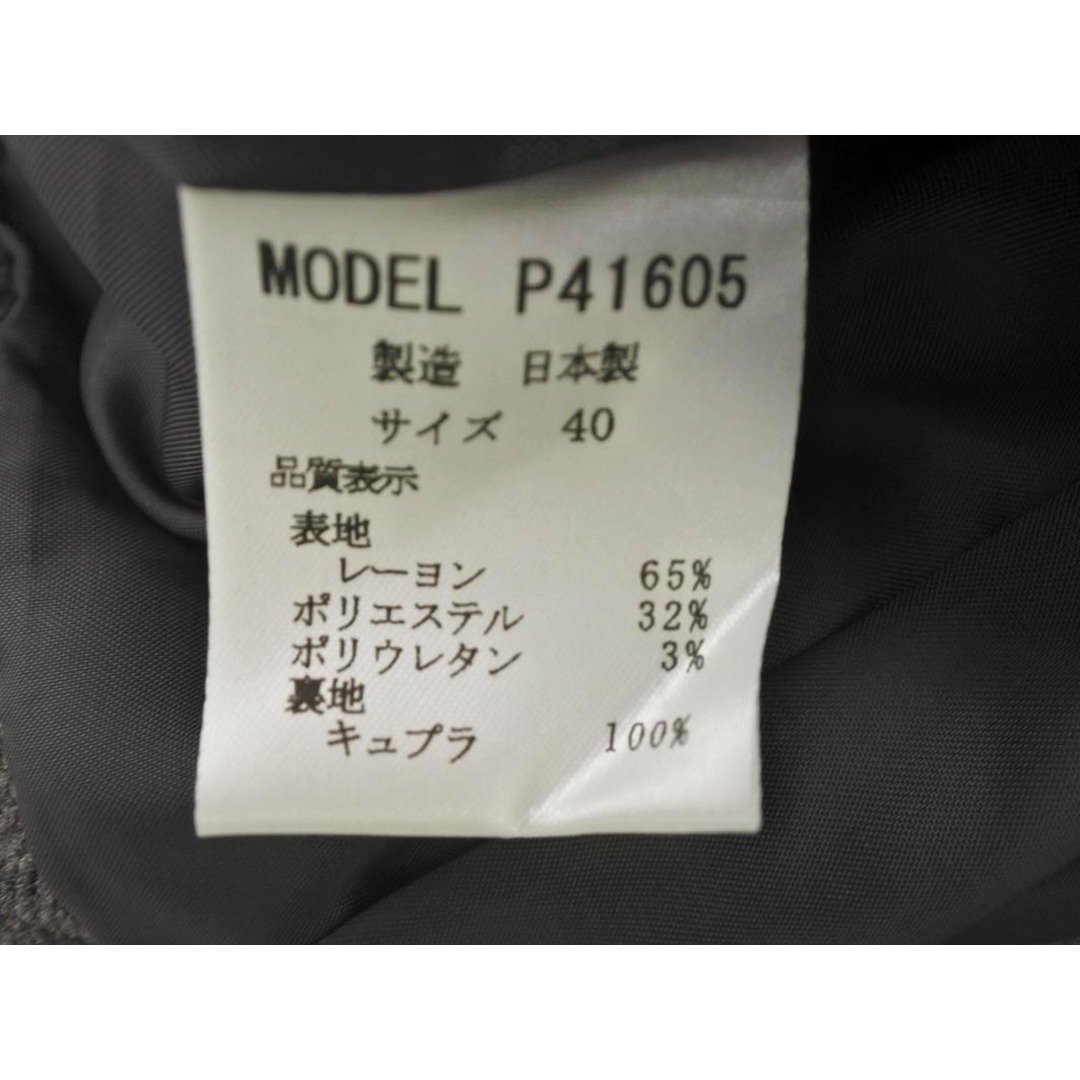 MODEL P41605
製造 日本製
サイズ 40
品質表示
表地
レーヨン 65%
ポリエステル 32%
ポリウレタン 3%
裏地
キュプラ 100%